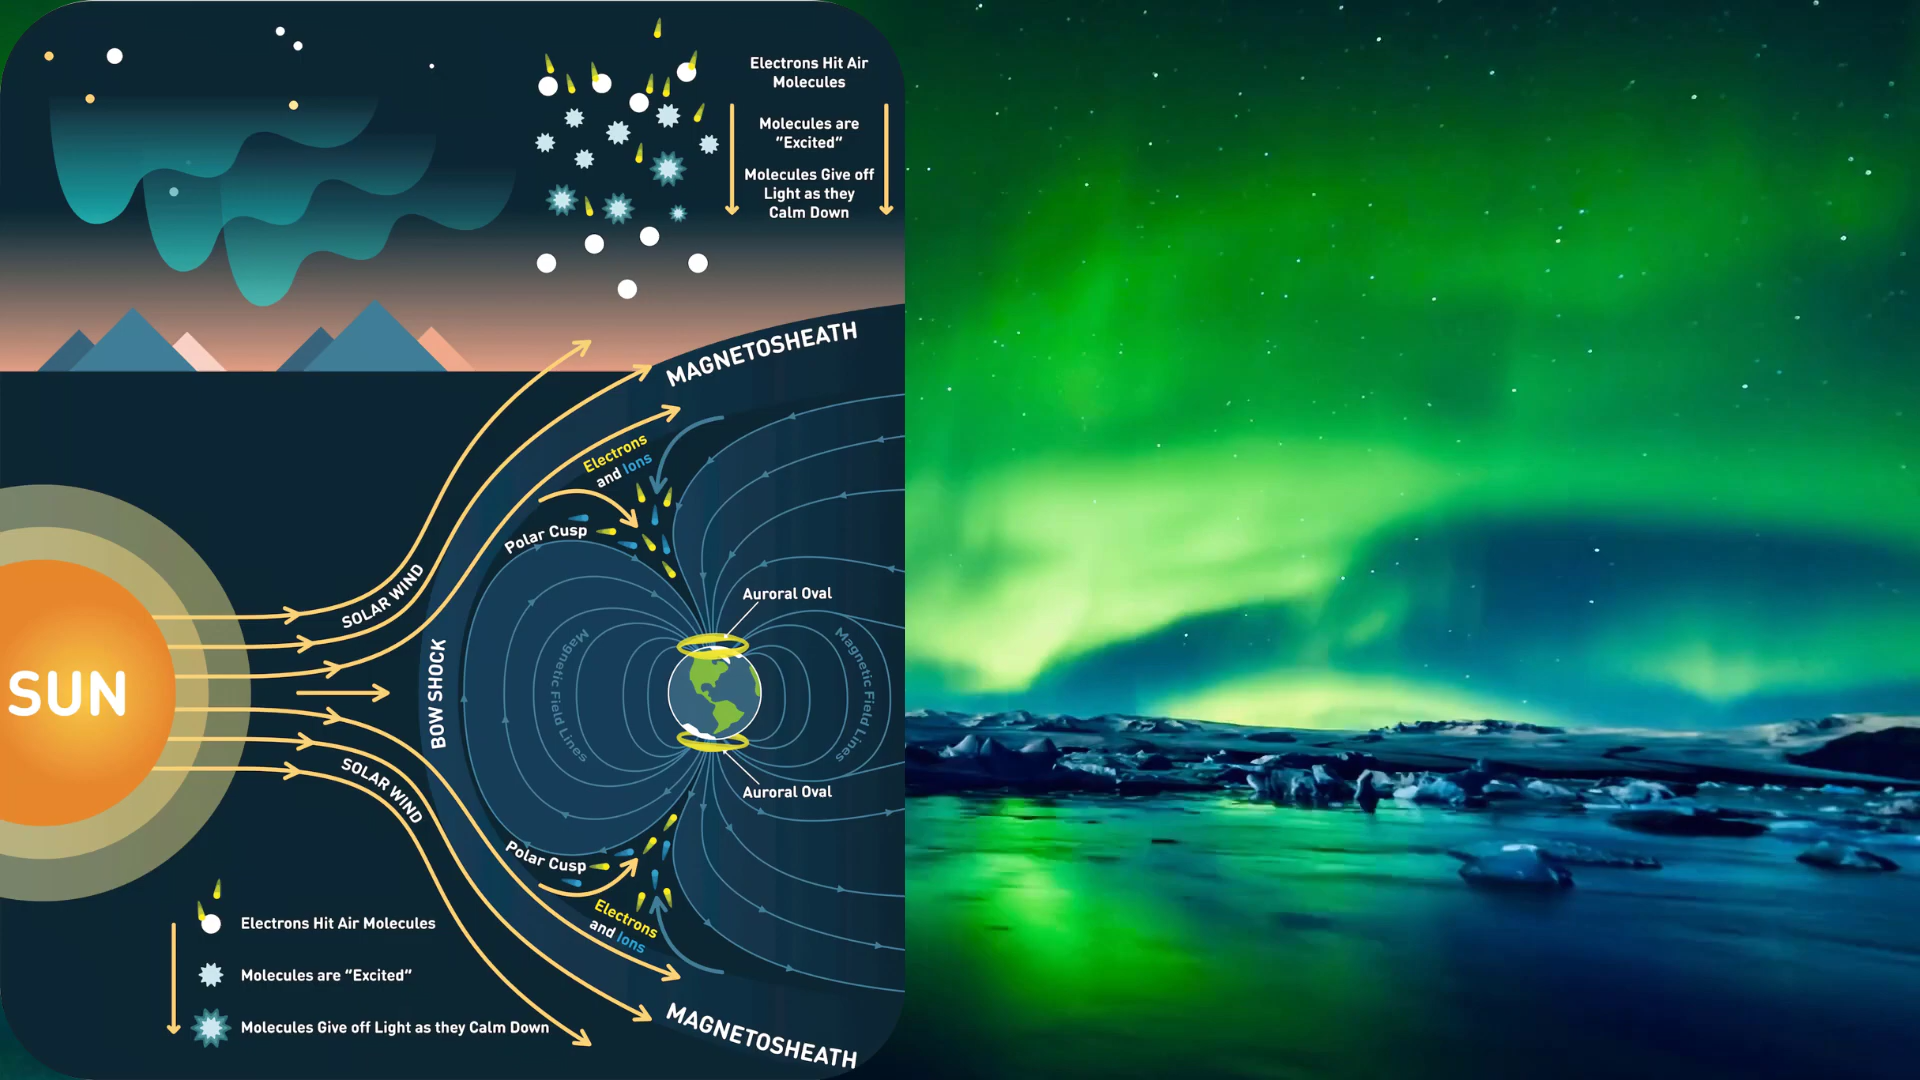 Electrons Hit Air
Molecules
Molecules are
"Excited"
Molecules Give off
Light as they
Calm Down
MAGNETOSHEATH
Electrons
and Ions
Polar Cusp
SOLAR WIND
Auroral Oval
Magnetic Field Lines
Magnetic Field Lines
BOW SHOCK
SUN
SOLAR WIND
Auroral Oval
Polar Cusp
Electrons
and Ions
Electrons Hit Air Molecules
Molecules are "Excited"
Molecules Give off Light as they Calm Down
MAGNETOSHEATH